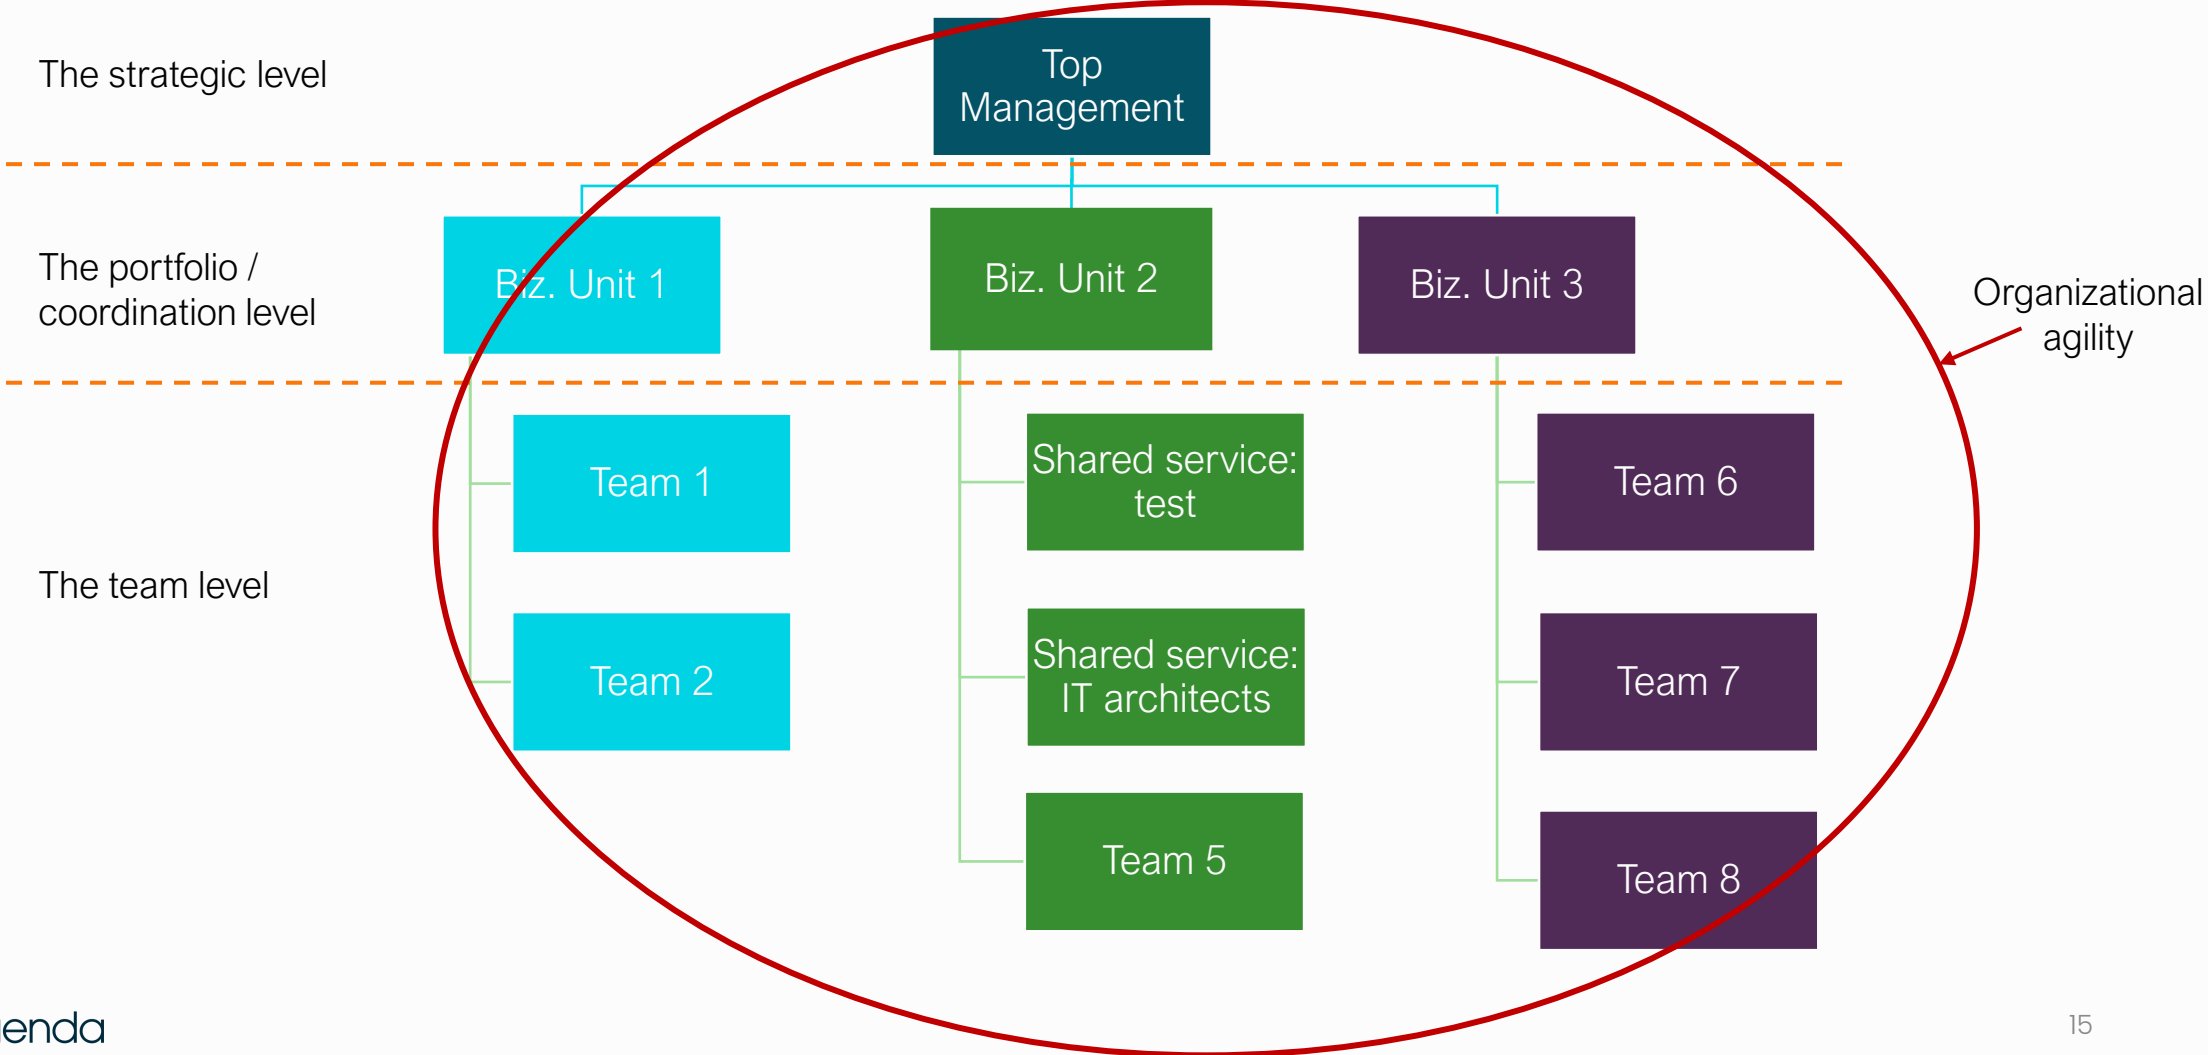 The strategic level
Top
Management
The portfolio /
coordination level
Biz. Unit 1
Biz. Unit 2
Biz. Unit 3
Organizational
agility
The team level
Team 1
Team 2
Shared service:
test
Shared service:
IT architects
Team 5
Team 6
Team 7
Team 8
15